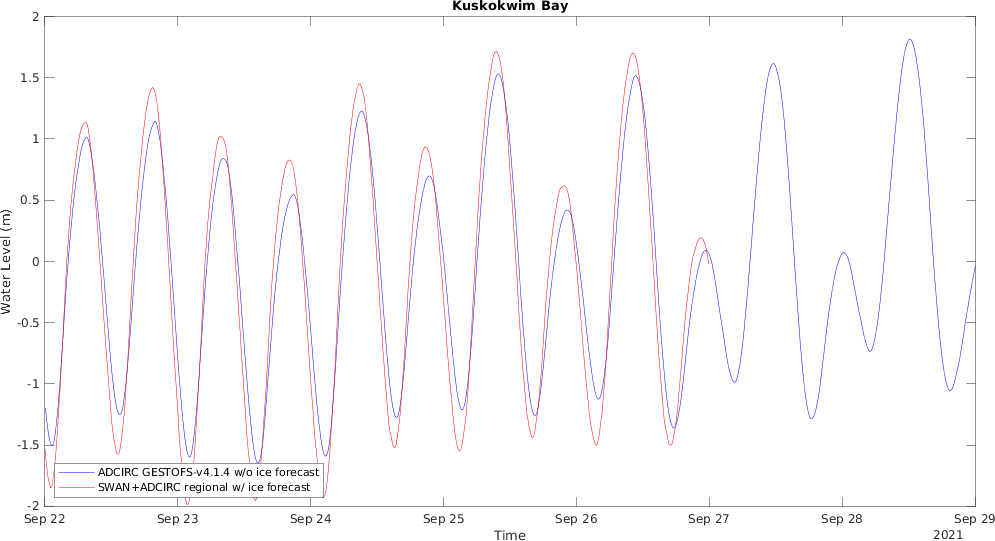 Kuskokwim Bay
2
1.5
1
0.5
0
-0.5
-1
-1.5
-2
Water Level (m)
ADCIRC GESTOFS-v4.1.4 w/o ice forecast
SWAN+ADCIRC regional w/ ice forecast
Sep 22 Sep 23 Sep 24 Sep 25 Sep 26 Sep 27 Sep 28 Sep 29
Time
2021